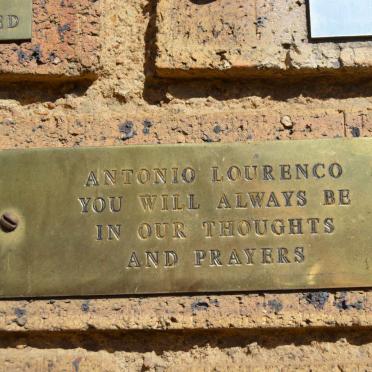 ANTONIO LOURENCO
YOU WILL ALWAYS BE
IN OUR THOUGHTS
AND PRAYERS